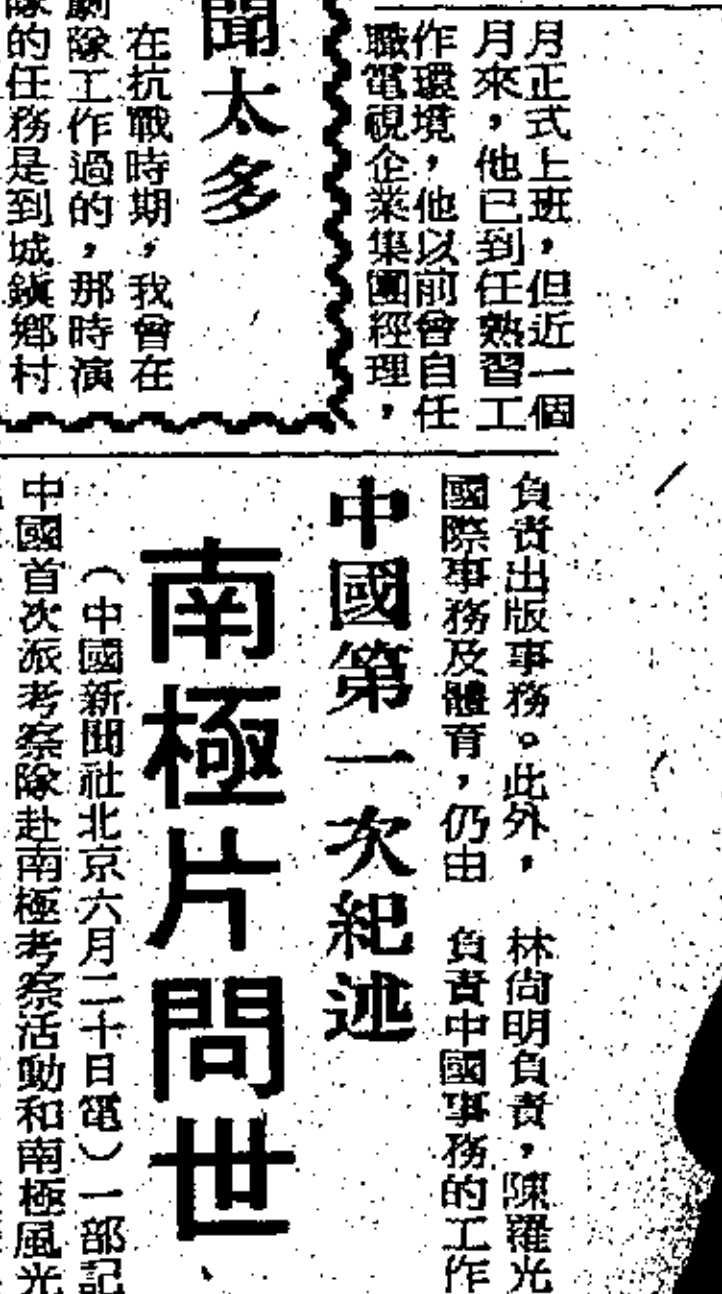 月正式上班，但近一個
月來，他已到任熟習工
作環境，他以前曾自任
職電視企業集團經理，
聞太多
在抗戰時期，我曾在
劇隊工作過的，那時演
隊的任務是到城鎮鄉村
負責出版事務。此外，
國際事務及體育，仍由
林尚明負責，陳羅光
負責中國事務的工作
中國第一次紀述
南極片問世
（中國新聞社北京六月二十日電）一部記
中國首次派考察隊赴南極考察活動和南極風光